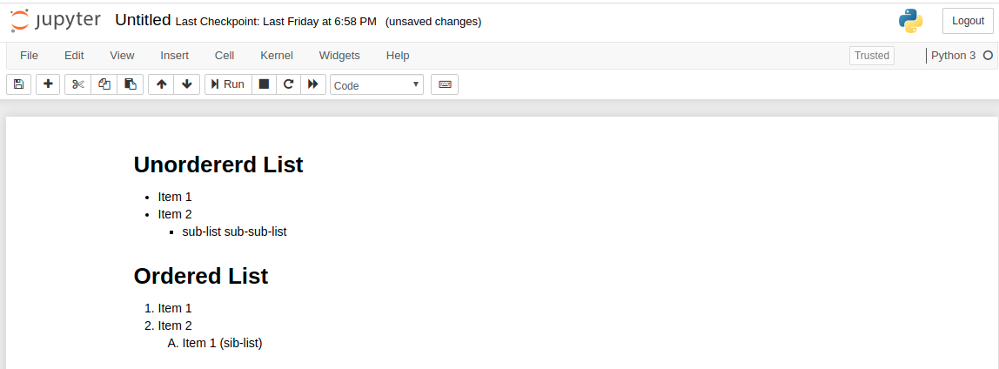 jupyter Untitled Last Checkpoint: Last Friday at 6:58 PM (unsaved changes) Logout
File Edit View Insert Cell Kernel Widgets Help Trusted Python 3
Run Code
Unordererd List
Item 1
Item 2
sub-list sub-sub-list
Ordered List
1. Item 1
2. Item 2
A. Item 1 (sib-list)